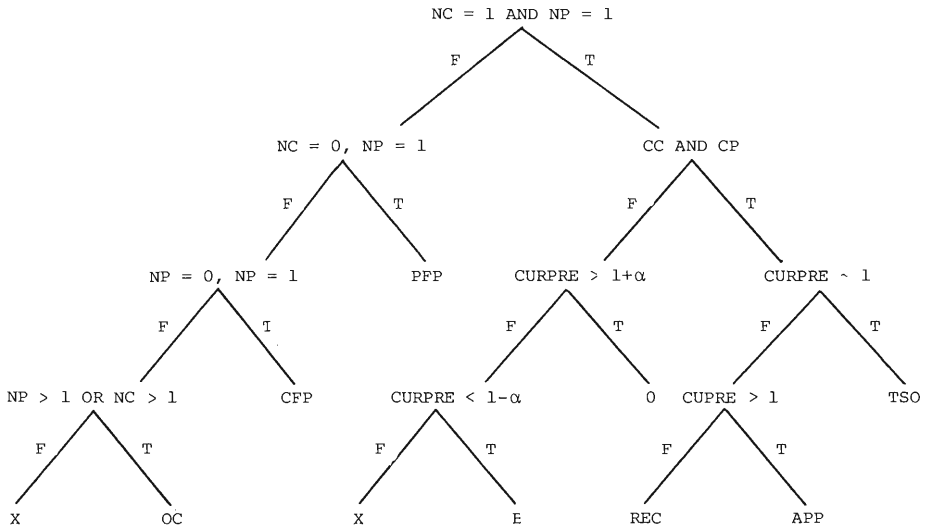 NC = 1 AND NP = 1
F T
NC = 0, NP = 1 CC AND CP
F T F T
NP = 0, NP = 1 PFP CURPRE > 1+α CURPRE ~ 1
F T F T F T
NP > 1 OR NC > 1 CFP CURPRE < 1-α O CUPRE > 1 TSO
F T F T F T
X OC X E REC APP